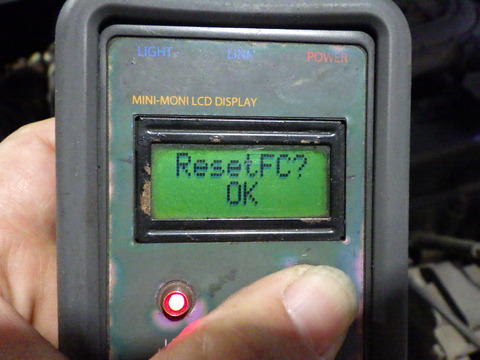 LIGHT LINK POWER
MINI-MONI LCD DISPLAY
ResetFC?
OK